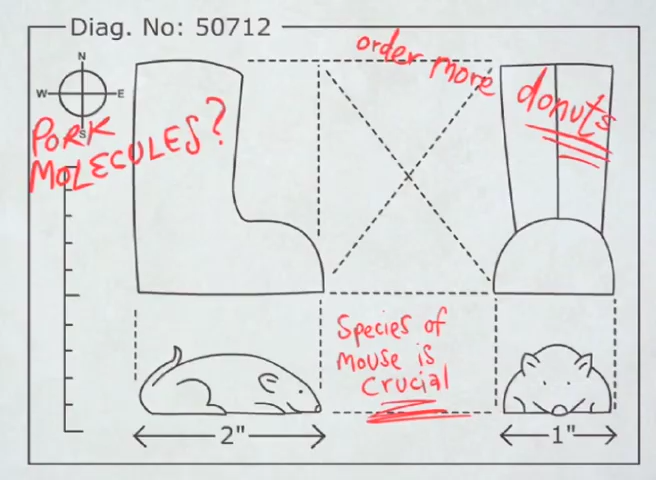 Diag. No: 50712
N
W E
S
order more
donuts
PORK
MOLECULES?
Species of
mouse is
crucial
2"
1"